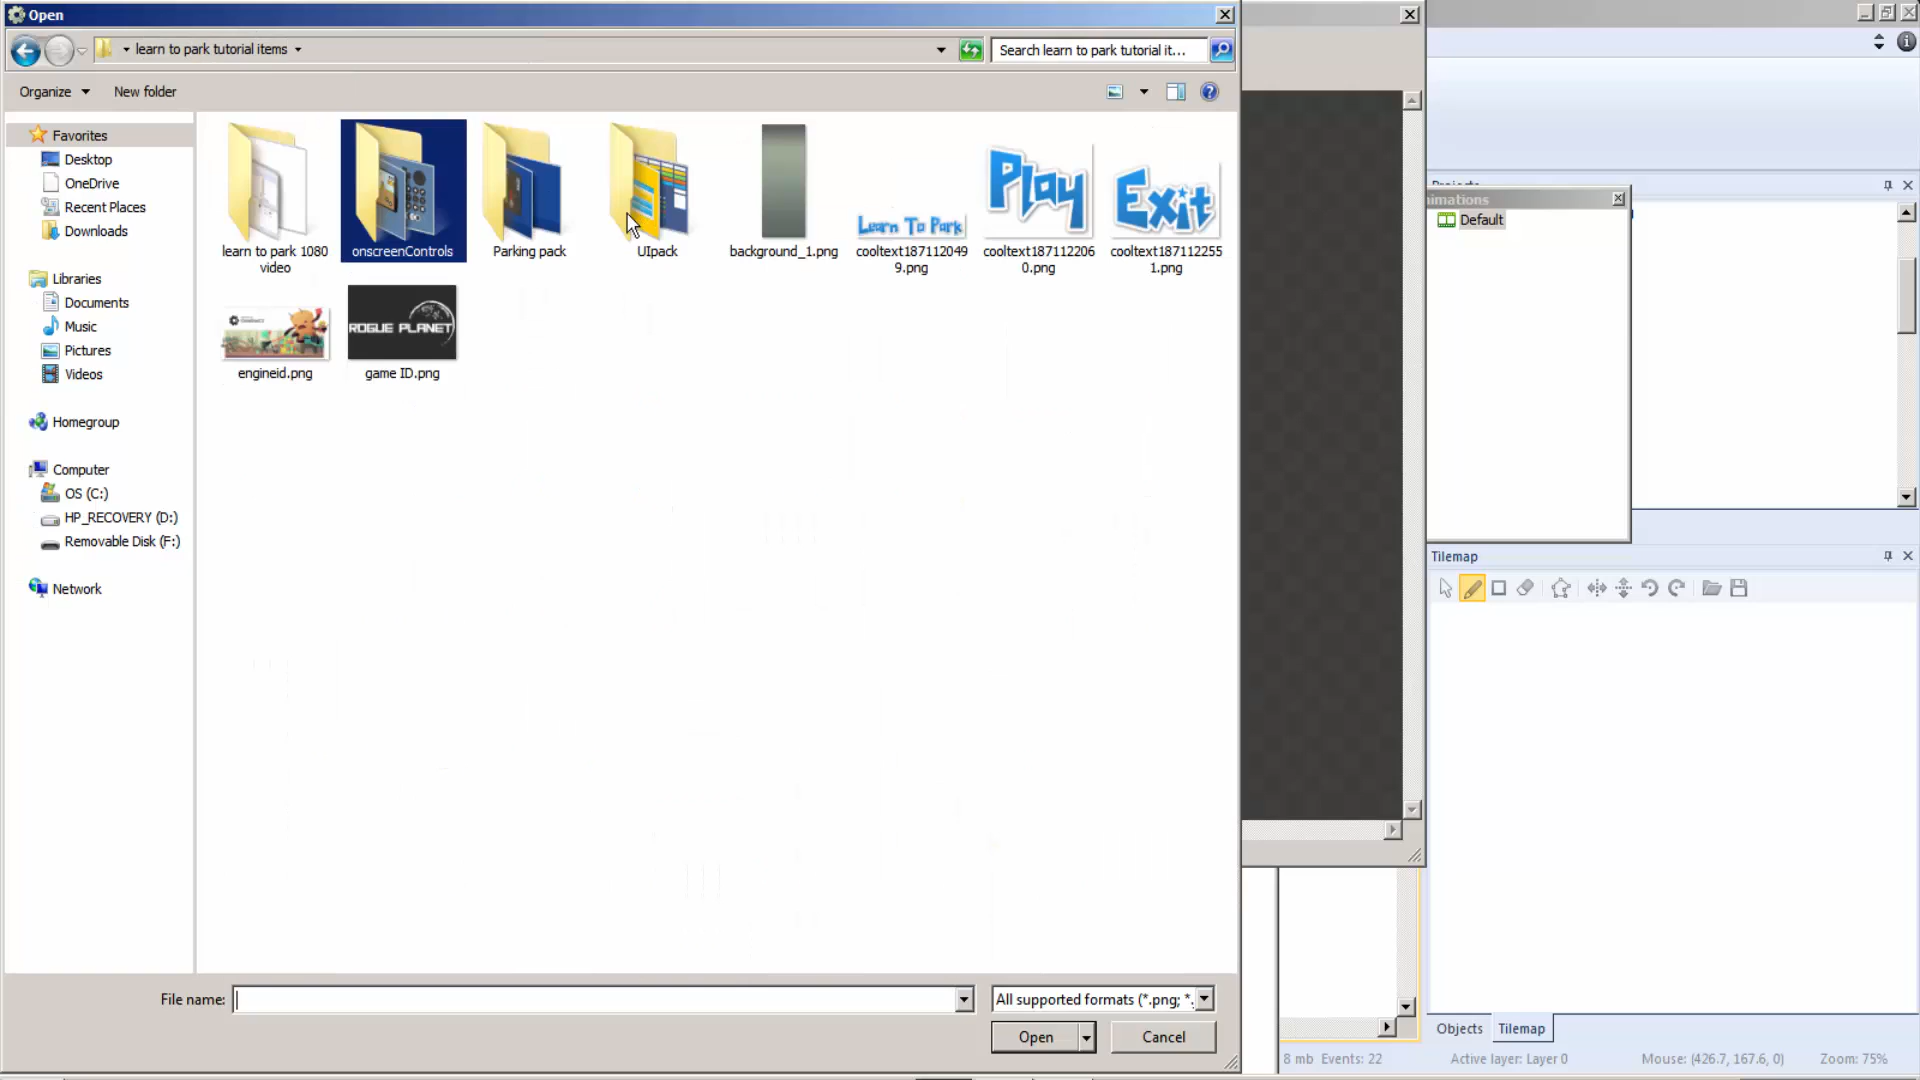 Open
learn to park tutorial items
Search learn to park tutorial it...
Organize
New folder
Favorites
Desktop
OneDrive
Recent Places
Downloads
Libraries
Documents
Music
Pictures
Videos
Homegroup
Computer
OS (C:)
HP_RECOVERY (D:)
Removable Disk (F:)
Network
learn to park 1080
video
onscreenControls
Parking pack
UIpack
background_1.png
Learn To Park
cooltext187112049
9.png
Play
cooltext187112206
0.png
Exit
cooltext187112255
1.png
engineid.png
ROGUE PLANET
game ID.png
File name:
All supported formats (*.png; *.
Open
Cancel
Projects
nimations
Default
Tilemap
Objects
Tilemap
8 mb Events: 22
Active layer: Layer 0
Mouse: (426.7, 167.6, 0)
Zoom: 75%